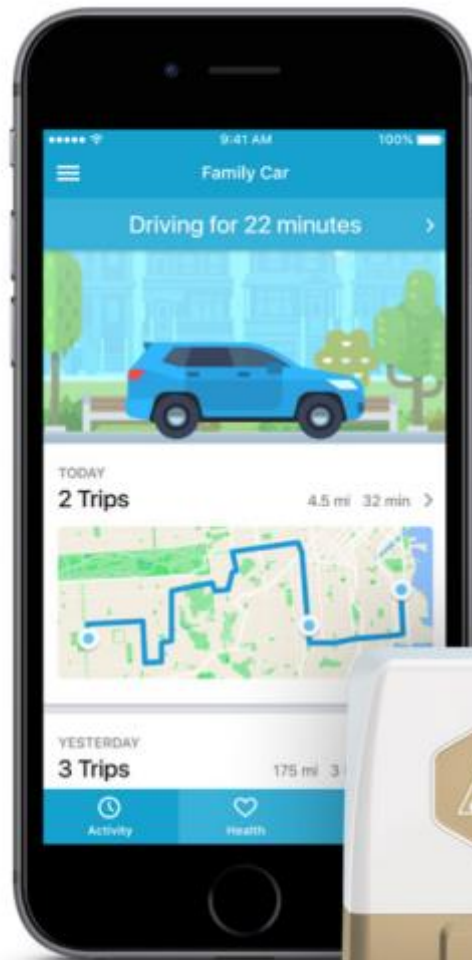 9:41 AM
100%
Family Car
Driving for 22 minutes
TODAY
2 Trips
4.5 mi 32 min
YESTERDAY
3 Trips
175 mi 3
Activity
Health